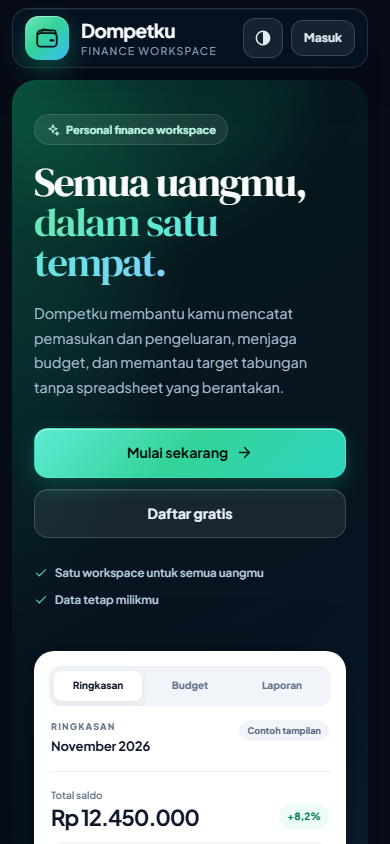 Dompetku
FINANCE WORKSPACE
Masuk
Personal finance workspace
Semua uangmu,
dalam satu
tempat.
Dompetku membantu kamu mencatat
pemasukan dan pengeluaran, menjaga
budget, dan memantau target tabungan
tanpa spreadsheet yang berantakan.
Mulai sekarang →
Daftar gratis
✓ Satu workspace untuk semua uangmu
✓ Data tetap milikmu
Ringkasan Budget Laporan
RINGKASAN
Contoh tampilan
November 2026
Total saldo
Rp 12.450.000
+8,2%